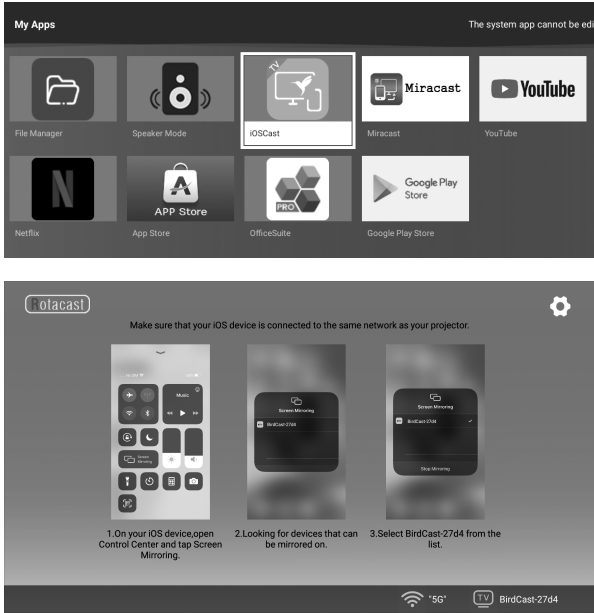 My Apps
The system app cannot be edi
TV
Miracast
YouTube
File Manager
Speaker Mode
iOSCast
Miracast
YouTube
N
APP Store
PRO
Google Play
Store
Netflix
App Store
OfficeSuite
Google Play Store
Rotacast
Make sure that your iOS device is connected to the same network as your projector.
Music
Screen
Mirroring
Screen Mirroring
BirdCast-27d4
Screen Mirroring
BirdCast-27d4
Stop Mirroring
1.On your iOS device,open
Control Center and tap Screen
Mirroring.
2.Looking for devices that can
be mirrored on.
3.Select BirdCast-27d4 from the
list.
"5G"
TV
BirdCast-27d4